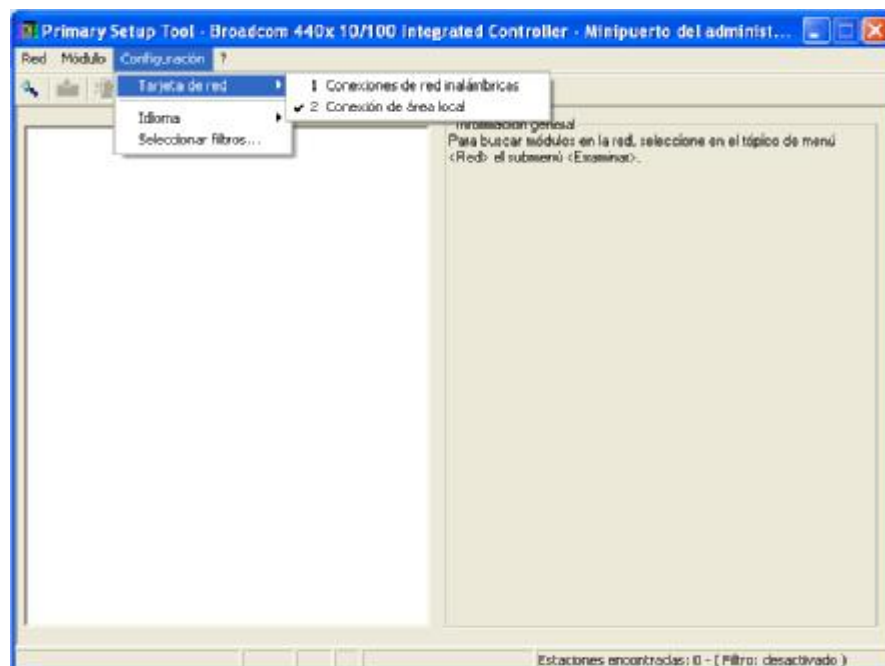 Primary Setup Tool - Broadcom 440x 10/100 Integrated Controller - Minipuerto del administ...
Red Módulo Configuración ?
Tarjeta de red
1 Conexiones de red inalámbricas
2 Conexión de área local
Idioma
Seleccionar filtros...
Información general
Para buscar módulos en la red, seleccione en el tópico de menú
<Red> el submenú <Examinar>.
Estaciones encontradas: 0 - ( Filtro: desactivado )